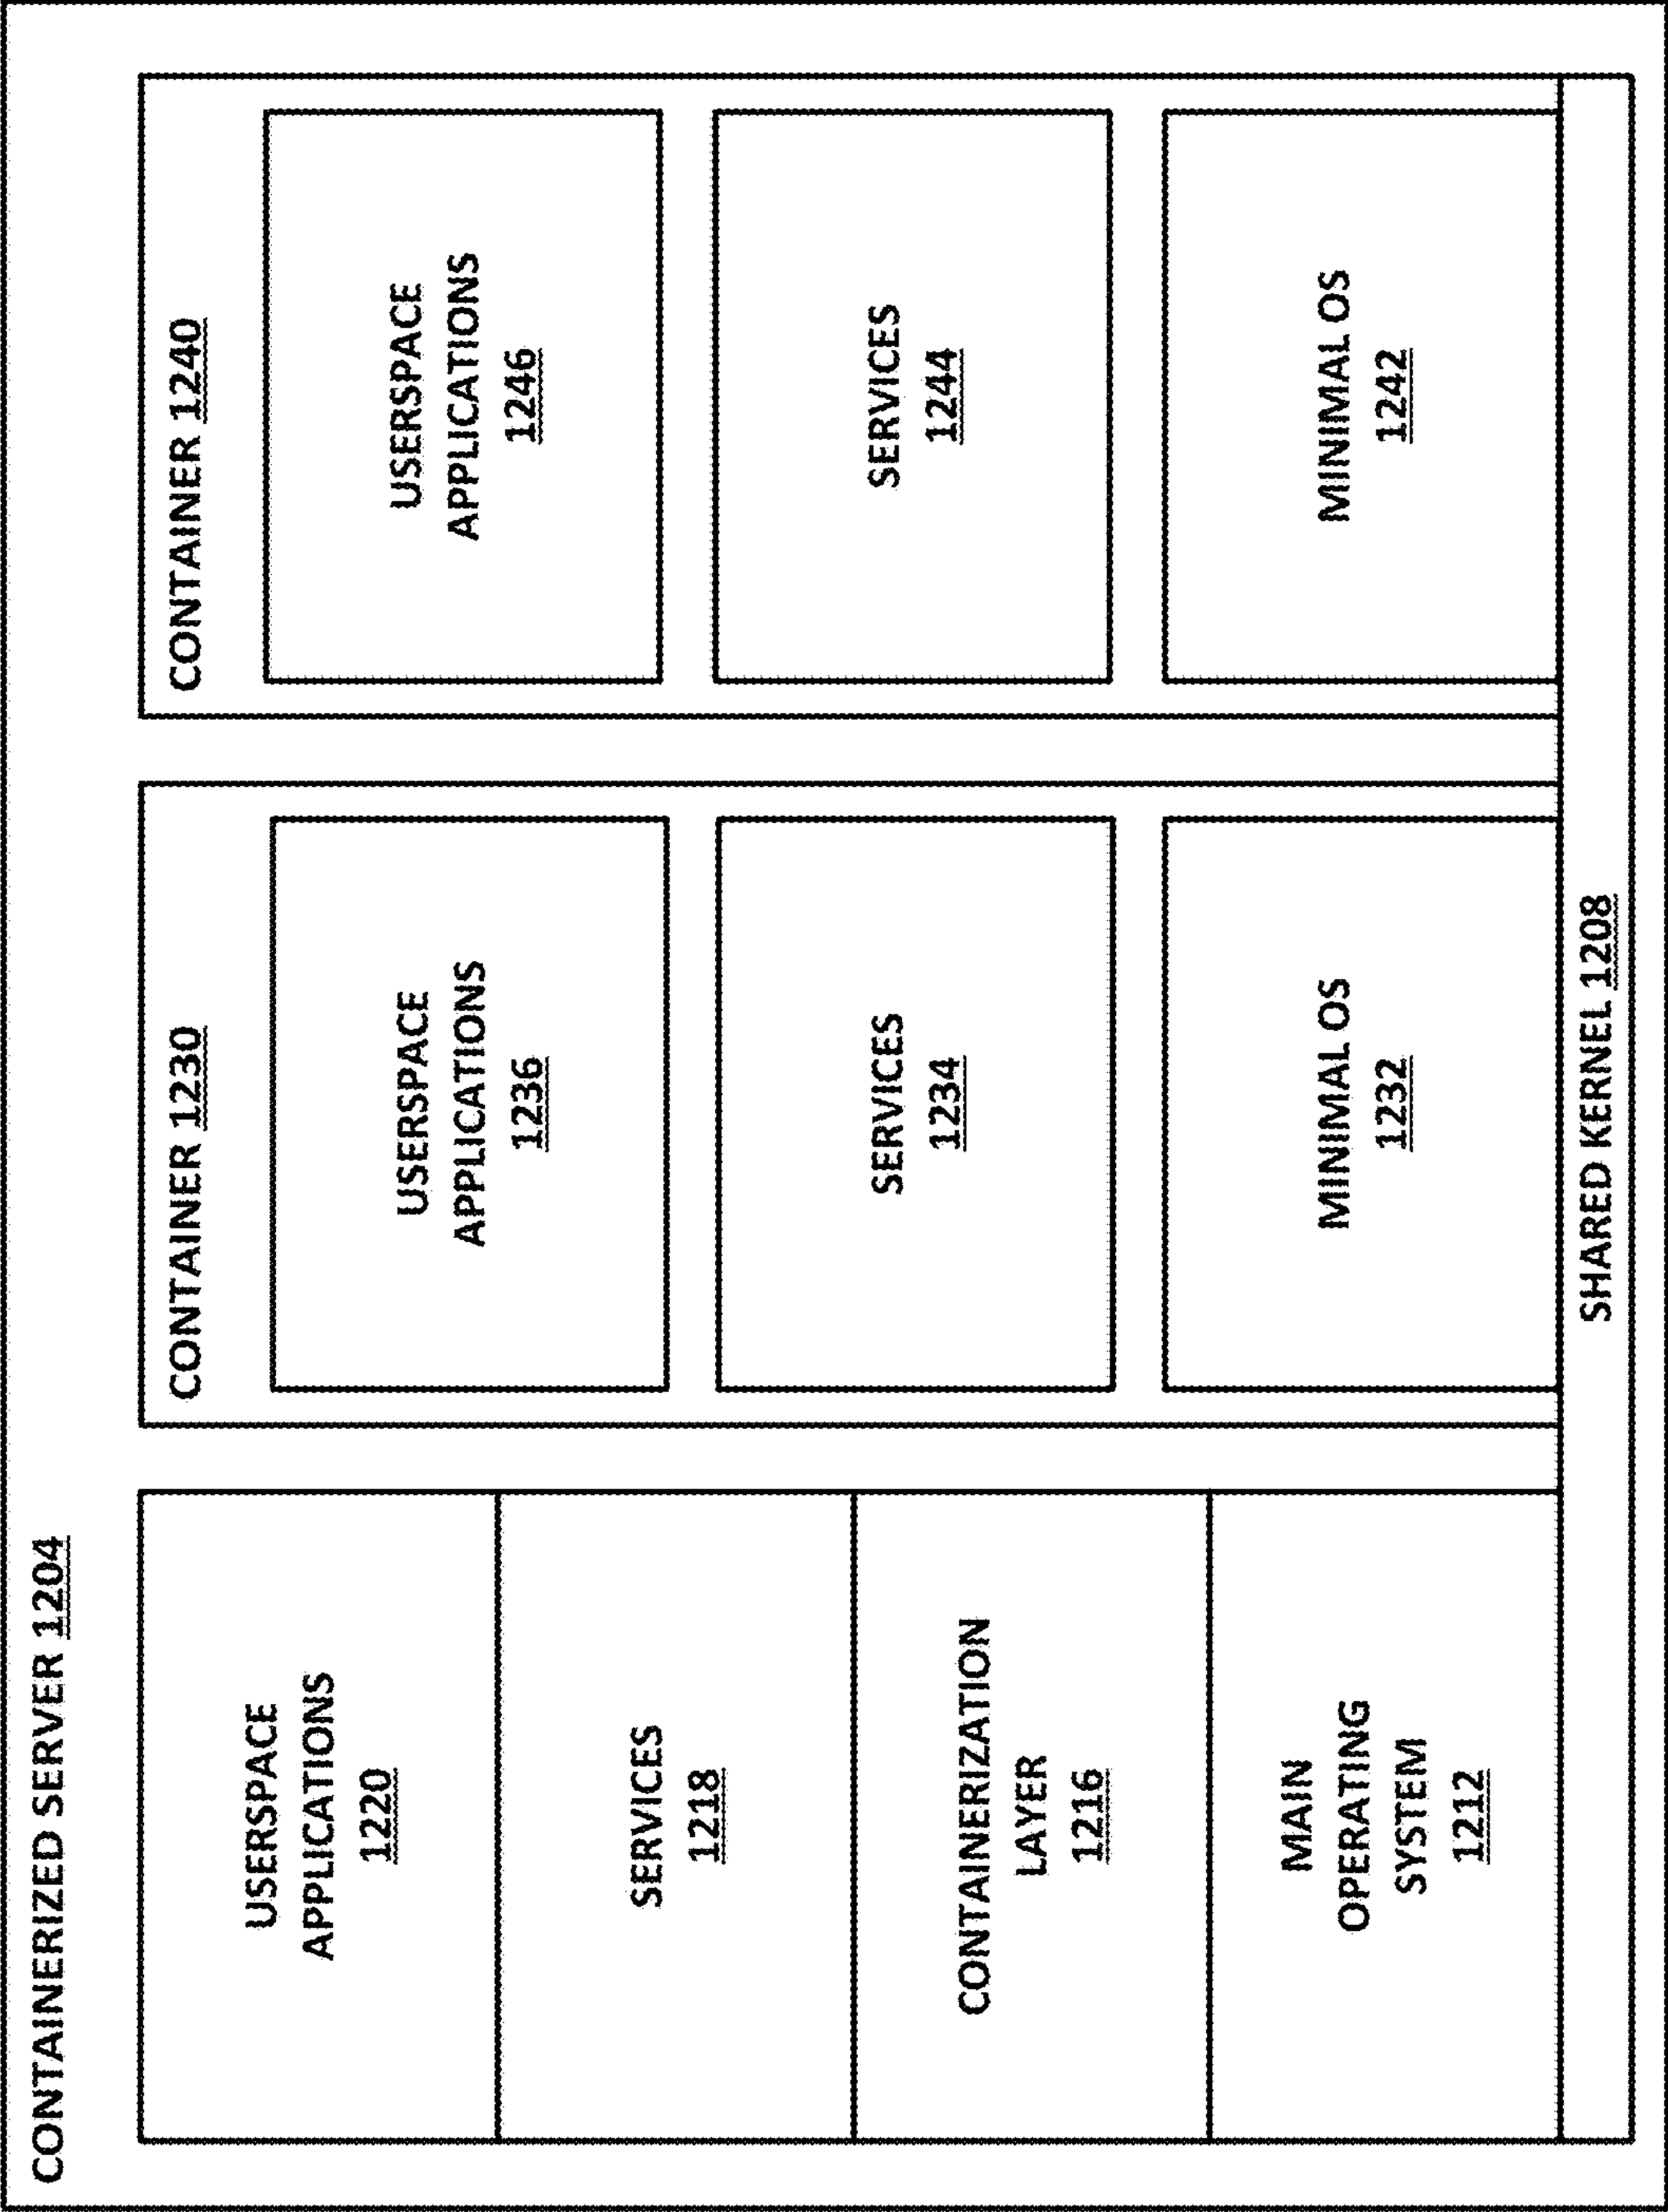 CONTAINERIZED SERVER 1204
USERSPACE
APPLICATIONS
1220
SERVICES
1218
CONTAINERIZATION
LAYER
1216
MAIN
OPERATING
SYSTEM
1212
CONTAINER 1230
USERSPACE
APPLICATIONS
1236
SERVICES
1234
MINIMAL OS
1232
CONTAINER 1240
USERSPACE
APPLICATIONS
1246
SERVICES
1244
MINIMAL OS
1242
SHARED KERNEL 1208